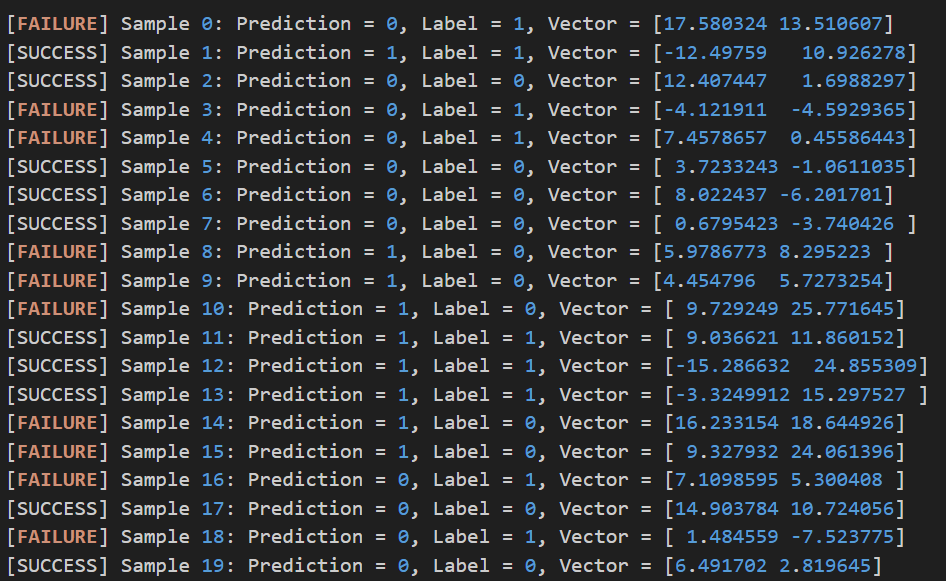 [FAILURE] Sample 0: Prediction = 0, Label = 1, Vector = [17.580324 13.510607]
[SUCCESS] Sample 1: Prediction = 1, Label = 1, Vector = [-12.49759   10.926278]
[SUCCESS] Sample 2: Prediction = 0, Label = 0, Vector = [12.407447   1.6988297]
[FAILURE] Sample 3: Prediction = 0, Label = 1, Vector = [-4.121911  -4.5929365]
[FAILURE] Sample 4: Prediction = 0, Label = 1, Vector = [7.4578657  0.45586443]
[SUCCESS] Sample 5: Prediction = 0, Label = 0, Vector = [ 3.7233243 -1.0611035]
[SUCCESS] Sample 6: Prediction = 0, Label = 0, Vector = [ 8.022437 -6.201701]
[SUCCESS] Sample 7: Prediction = 0, Label = 0, Vector = [ 0.6795423 -3.740426 ]
[FAILURE] Sample 8: Prediction = 1, Label = 0, Vector = [5.9786773 8.295223 ]
[FAILURE] Sample 9: Prediction = 1, Label = 0, Vector = [4.454796  5.7273254]
[FAILURE] Sample 10: Prediction = 1, Label = 0, Vector = [ 9.729249 25.771645]
[SUCCESS] Sample 11: Prediction = 1, Label = 1, Vector = [ 9.036621 11.860152]
[SUCCESS] Sample 12: Prediction = 1, Label = 1, Vector = [-15.286632  24.855309]
[SUCCESS] Sample 13: Prediction = 1, Label = 1, Vector = [-3.3249912 15.297527 ]
[FAILURE] Sample 14: Prediction = 1, Label = 0, Vector = [16.233154 18.644926]
[FAILURE] Sample 15: Prediction = 1, Label = 0, Vector = [ 9.327932 24.061396]
[FAILURE] Sample 16: Prediction = 0, Label = 1, Vector = [7.1098595 5.300408 ]
[SUCCESS] Sample 17: Prediction = 0, Label = 0, Vector = [14.903784 10.724056]
[FAILURE] Sample 18: Prediction = 0, Label = 1, Vector = [ 1.484559 -7.523775]
[SUCCESS] Sample 19: Prediction = 0, Label = 0, Vector = [6.491702 2.819645]